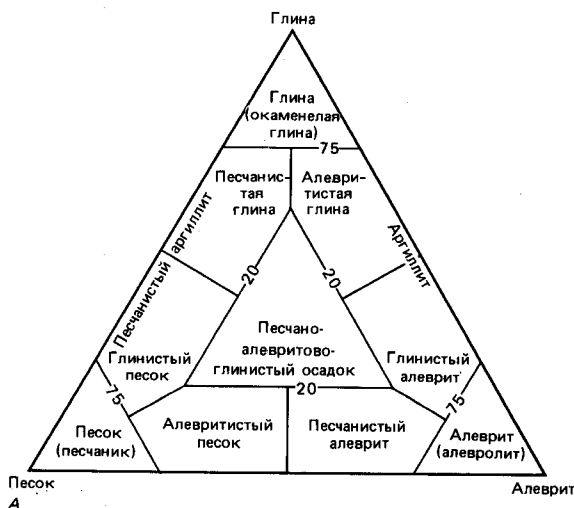 Глина
Глина
(окаменелая
глина)
75
Песчанис-
тая
глина
Алеври-
тистая
глина
Песчанистый аргиллит
Аргиллит
20
20
Песчано-
алевритово-
глинистый осадок
20
Глинистый
песок
Глинистый
алеврит
75
75
Песок
(песчаник)
Алевритистый
песок
Песчанистый
алеврит
Алеврит
(алевролит)
Песок
Алеврит
А